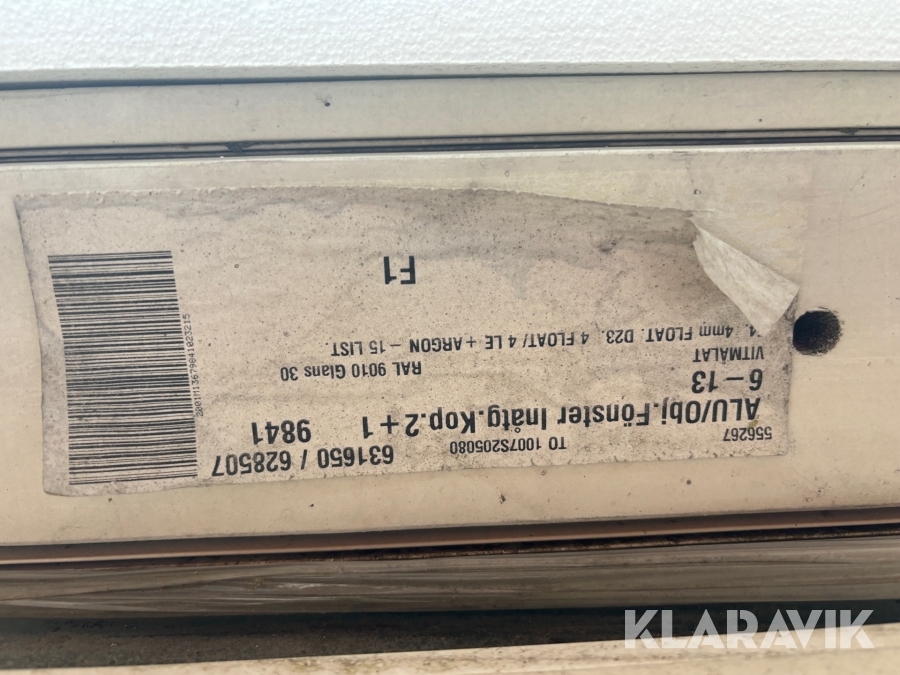 556267 TO 1007S205080 631650 / 628507
ALU/Obj.Fönster Inåtg.Kop.2+1 9841
6-13
VITMÅLAT RAL 9010 Glans 30
4mm FLOAT. D23. 4 FLOAT/ 4 LE + ARGON - 15 LIST.
F1
KLARAVIK